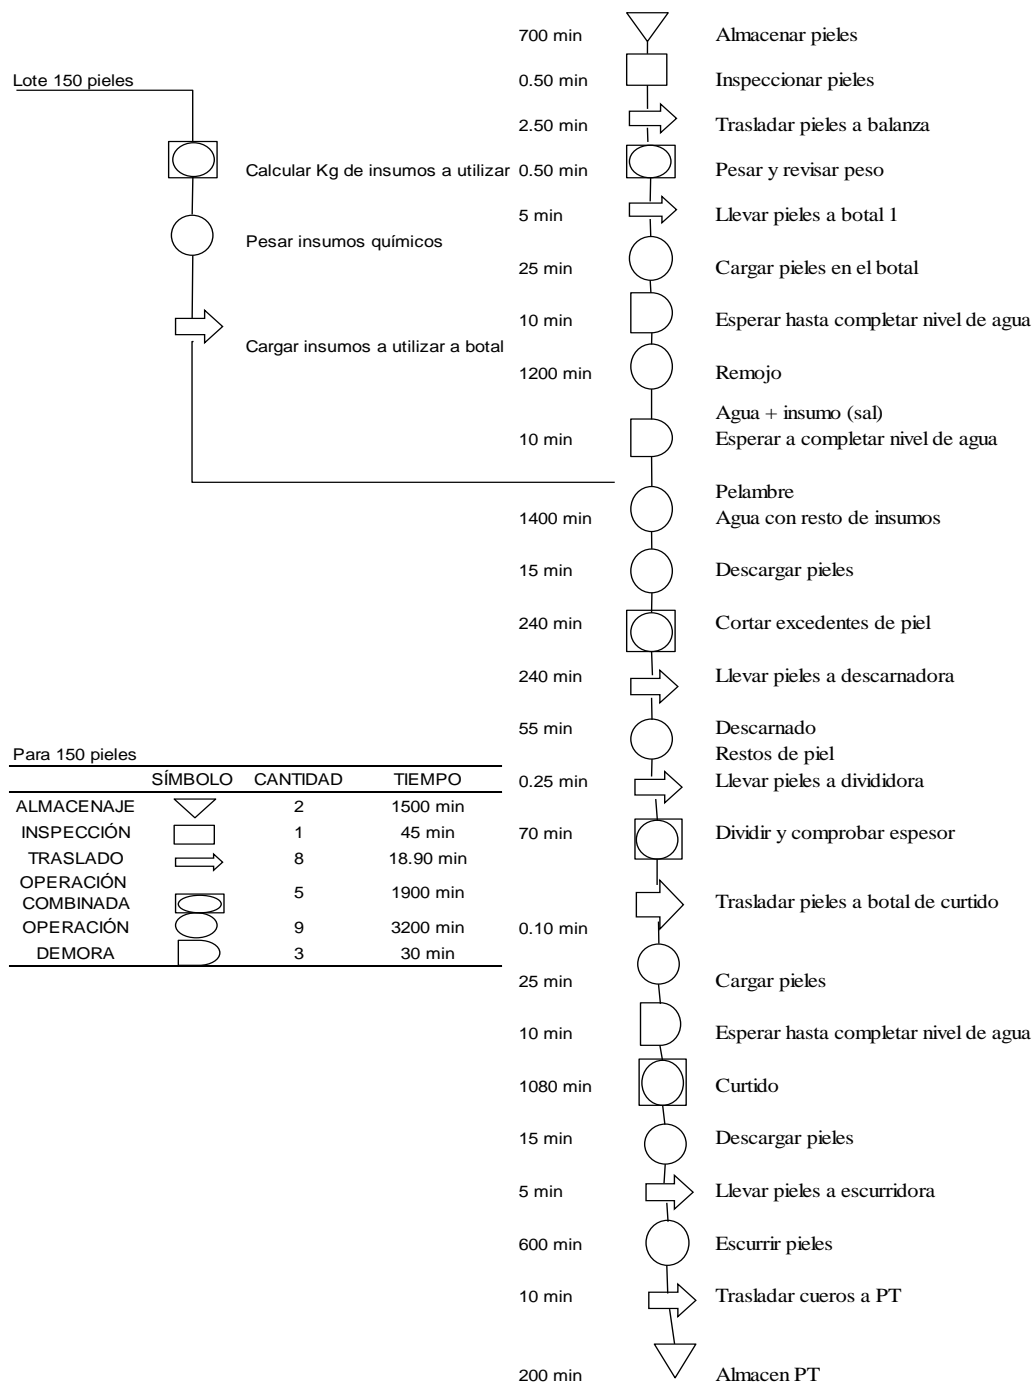 700 min Almacenar pieles
Lote 150 pieles
0.50 min Inspeccionar pieles
2.50 min Trasladar pieles a balanza
Calcular Kg de insumos a utilizar 0.50 min Pesar y revisar peso
5 min Llevar pieles a botal 1
Pesar insumos químicos
25 min Cargar pieles en el botal
10 min Esperar hasta completar nivel de agua
Cargar insumos a utilizar a botal
1200 min Remojo
Agua + insumo (sal)
10 min Esperar a completar nivel de agua
Pelambre
1400 min Agua con resto de insumos
15 min Descargar pieles
240 min Cortar excedentes de piel
240 min Llevar pieles a descarnadora
55 min Descarnado
Restos de piel
0.25 min Llevar pieles a divididora
70 min Dividir y comprobar espesor
Trasladar pieles a botal de curtido
0.10 min
25 min Cargar pieles
10 min Esperar hasta completar nivel de agua
1080 min Curtido
15 min Descargar pieles
5 min Llevar pieles a escurridora
600 min Escurrir pieles
10 min Trasladar cueros a PT
200 min Almacen PT
Para 150 pieles
SÍMBOLO CANTIDAD TIEMPO
ALMACENAJE 2 1500 min
INSPECCIÓN 1 45 min
TRASLADO 8 18.90 min
OPERACIÓN
COMBINADA 5 1900 min
OPERACIÓN 9 3200 min
DEMORA 3 30 min